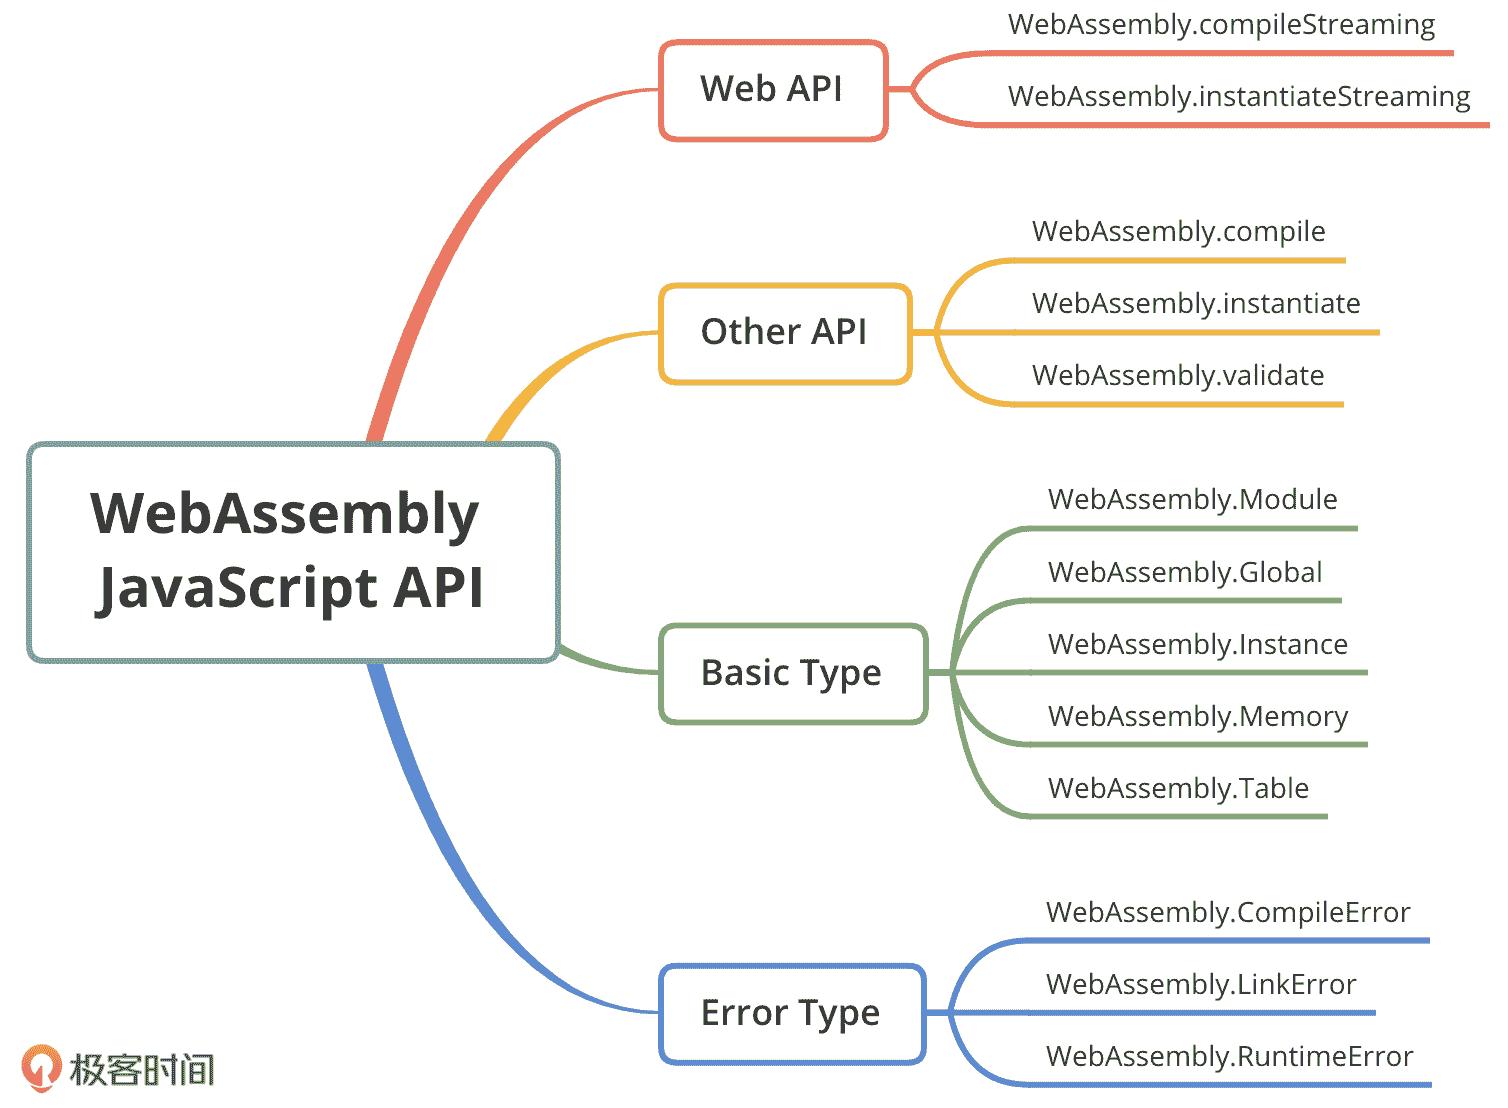 WebAssembly
JavaScript API
Web API
WebAssembly.compileStreaming
WebAssembly.instantiateStreaming
Other API
WebAssembly.compile
WebAssembly.instantiate
WebAssembly.validate
Basic Type
WebAssembly.Module
WebAssembly.Global
WebAssembly.Instance
WebAssembly.Memory
WebAssembly.Table
Error Type
WebAssembly.CompileError
WebAssembly.LinkError
WebAssembly.RuntimeError
极客时间